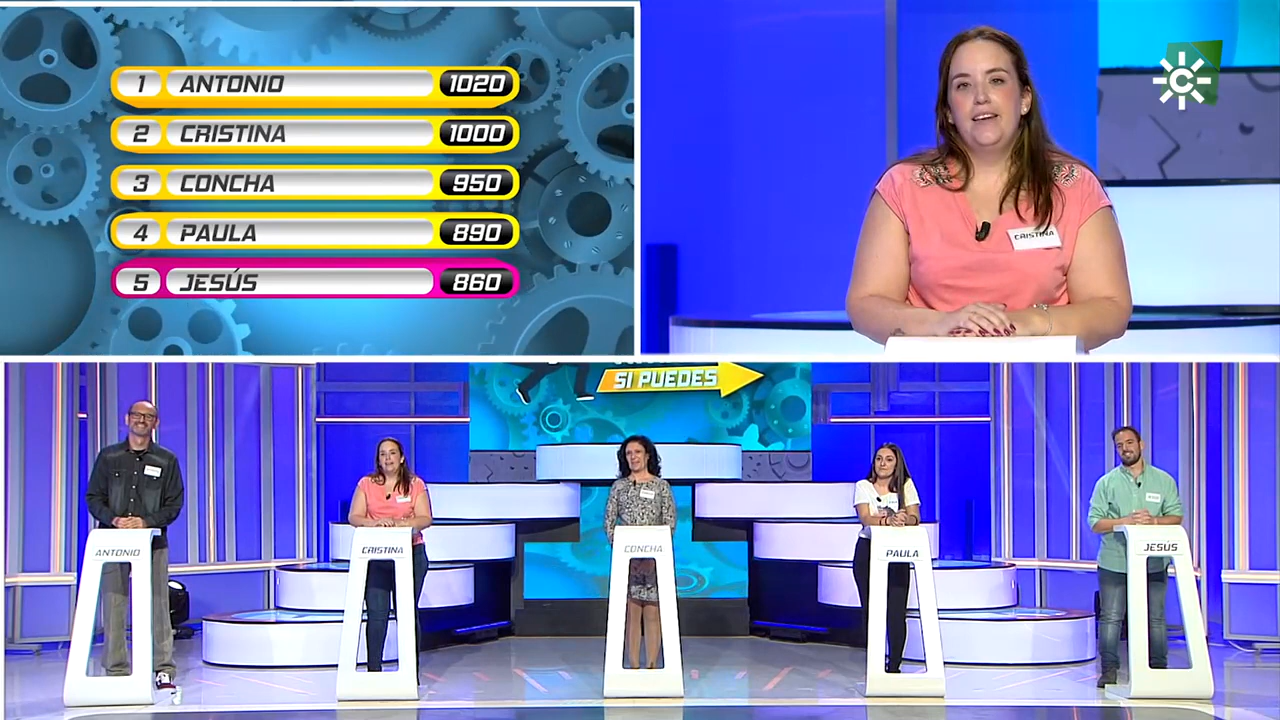 1 ANTONIO 1020
2 CRISTINA 1000
3 CONCHA 950
4 PAULA 890
5 JESÚS 860
C
CRISTINA
SI PUEDES
ANTONIO
CRISTINA
CONCHA
PAULA
JESÚS